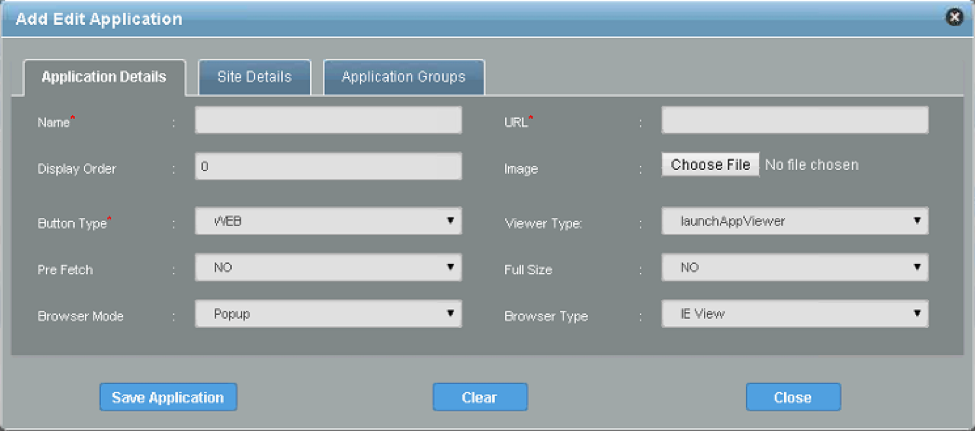 Add Edit Application
Application Details Site Details Application Groups
Name* : URL* :
Display Order : 0 Image : Choose File No file chosen
Button Type* : WEB Viewer Type: : launchAppViewer
Pre Fetch : NO Full Size : NO
Browser Mode : Popup Browser Type : IE View
Save Application Clear Close